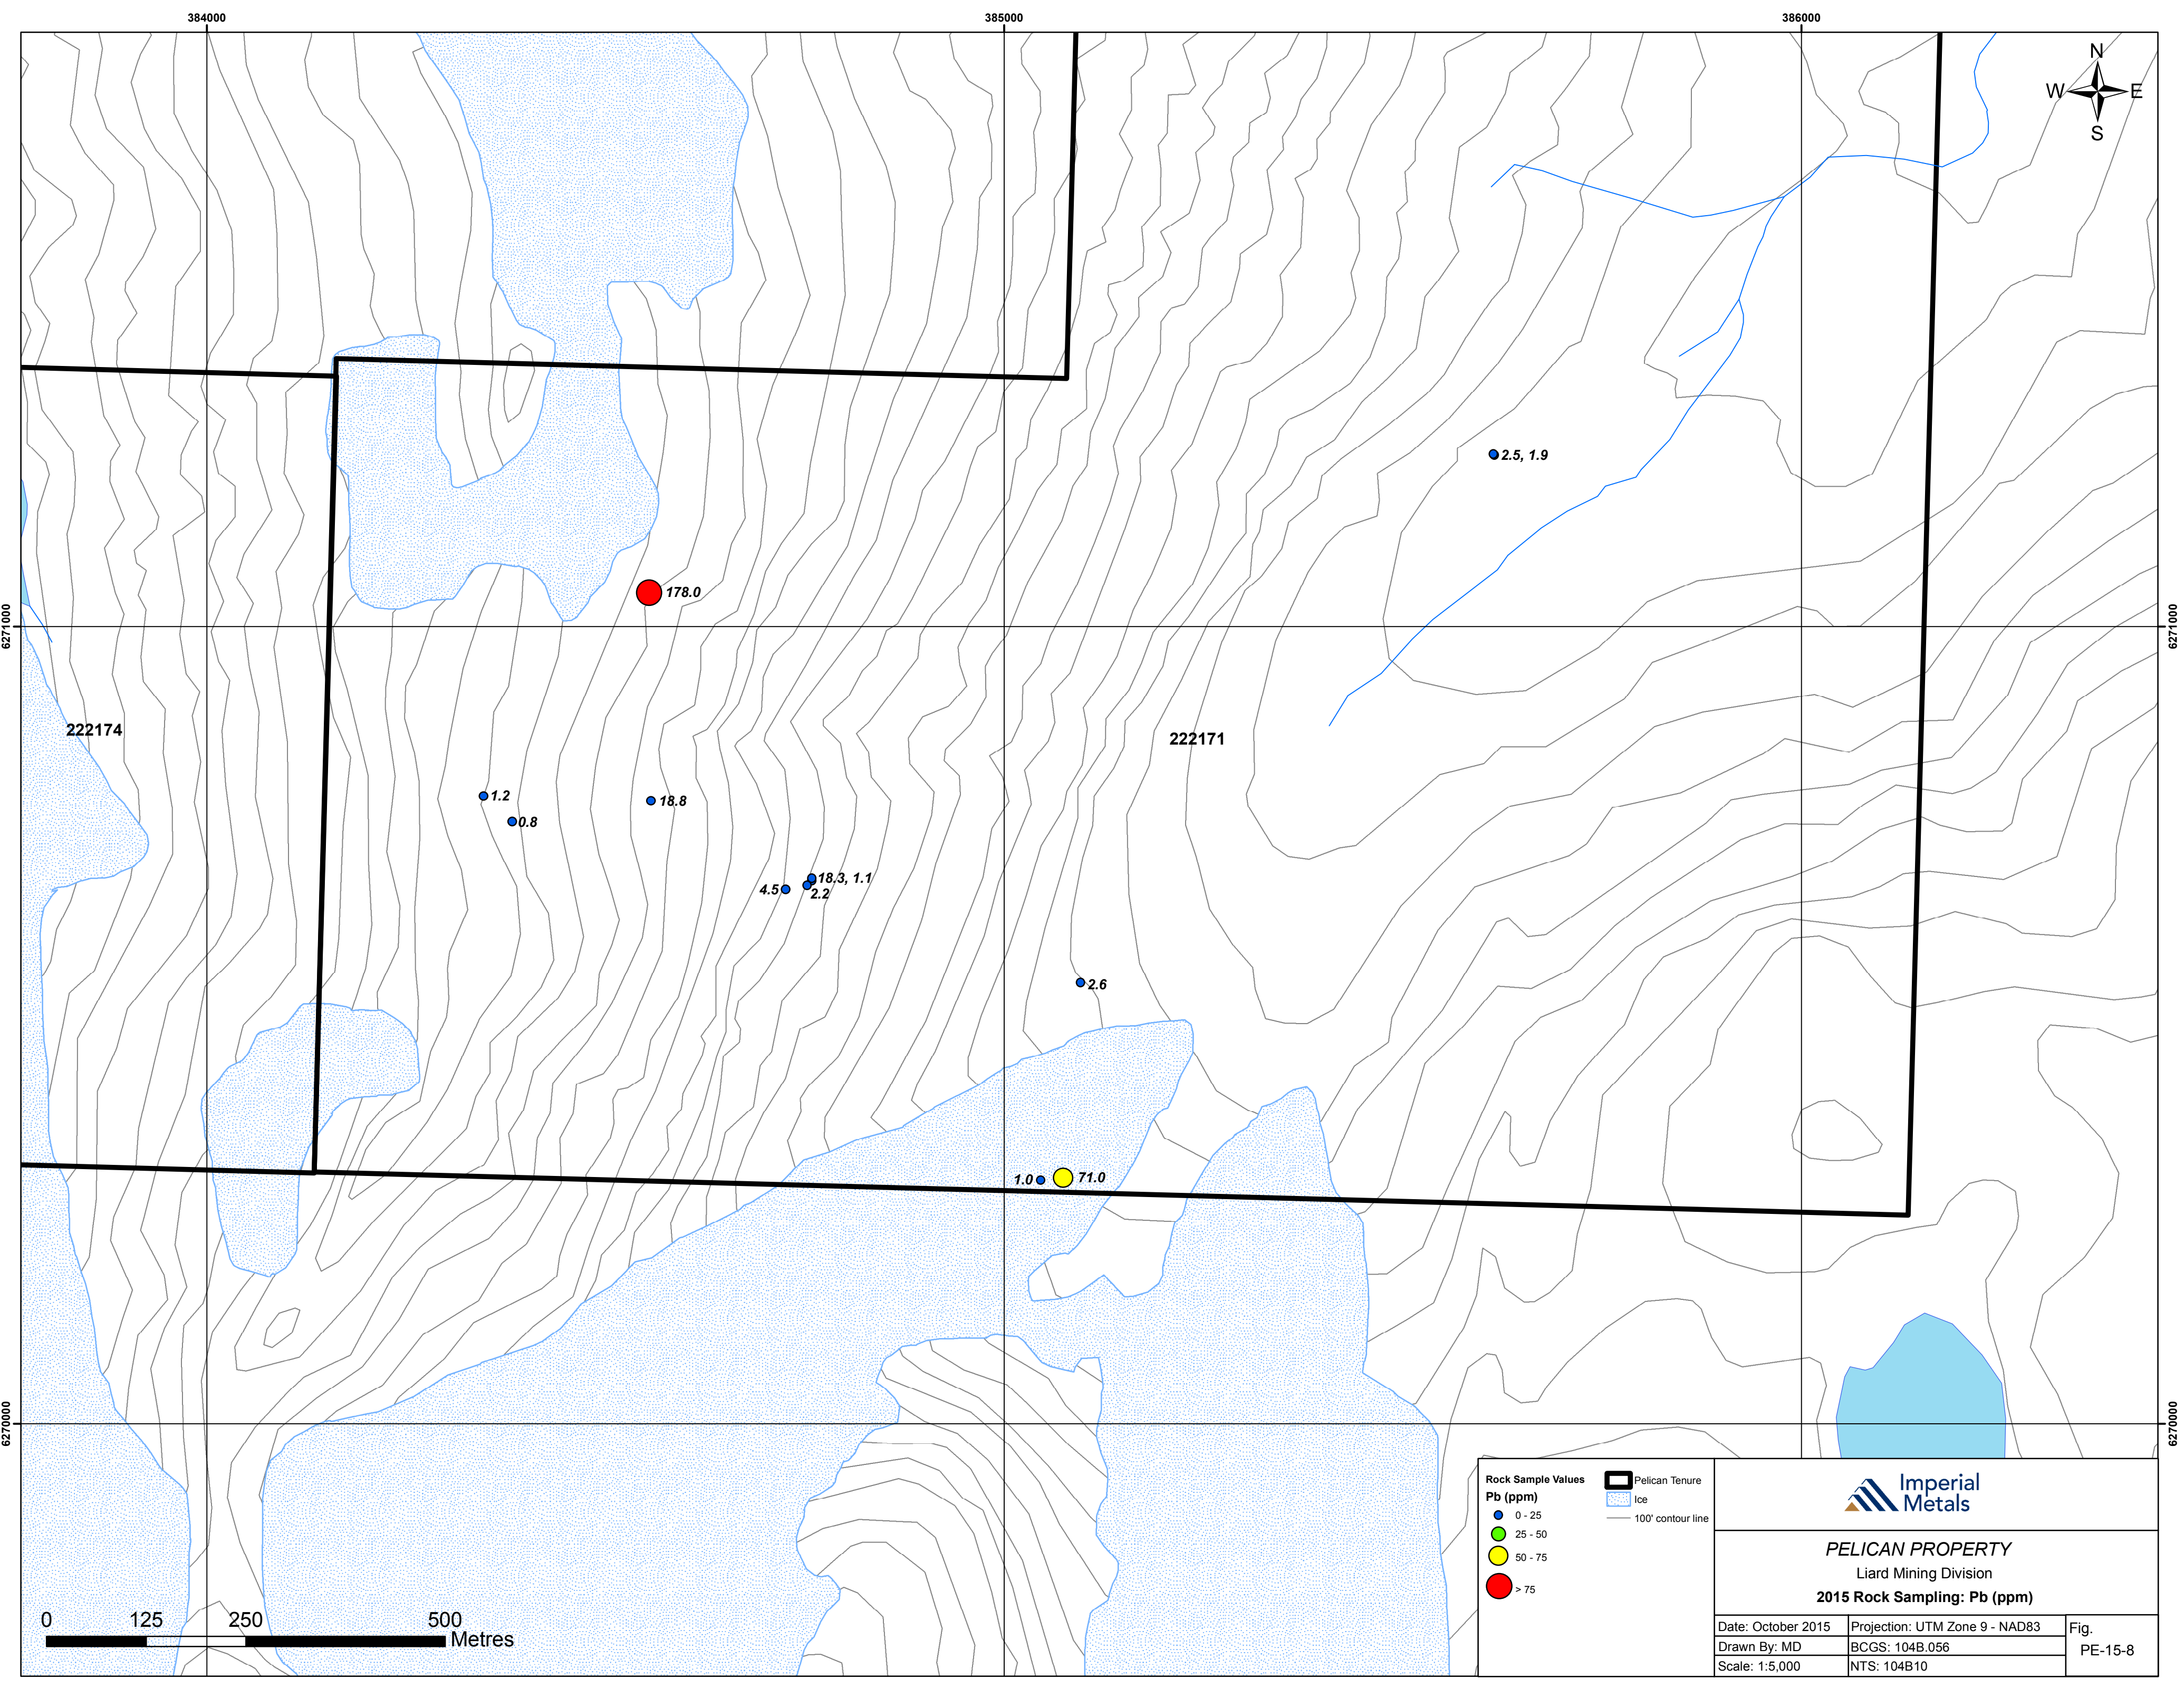 384000
385000
386000
N
W E
S
2.5, 1.9
178.0
6271000
6271000
222174
222171
1.2
18.8
0.8
18.3, 1.1
4.5
2.2
2.6
1.0
71.0
6270000
6270000
Rock Sample Values
Pb (ppm)
0 - 25
25 - 50
50 - 75
> 75
Pelican Tenure
Ice
100' contour line
Imperial
Metals
PELICAN PROPERTY
Liard Mining Division
2015 Rock Sampling: Pb (ppm)
Date: October 2015
Projection: UTM Zone 9 - NAD83
Fig.
Drawn By: MD
BCGS: 104B.056
PE-15-8
Scale: 1:5,000
NTS: 104B10
0 125 250 500
Metres